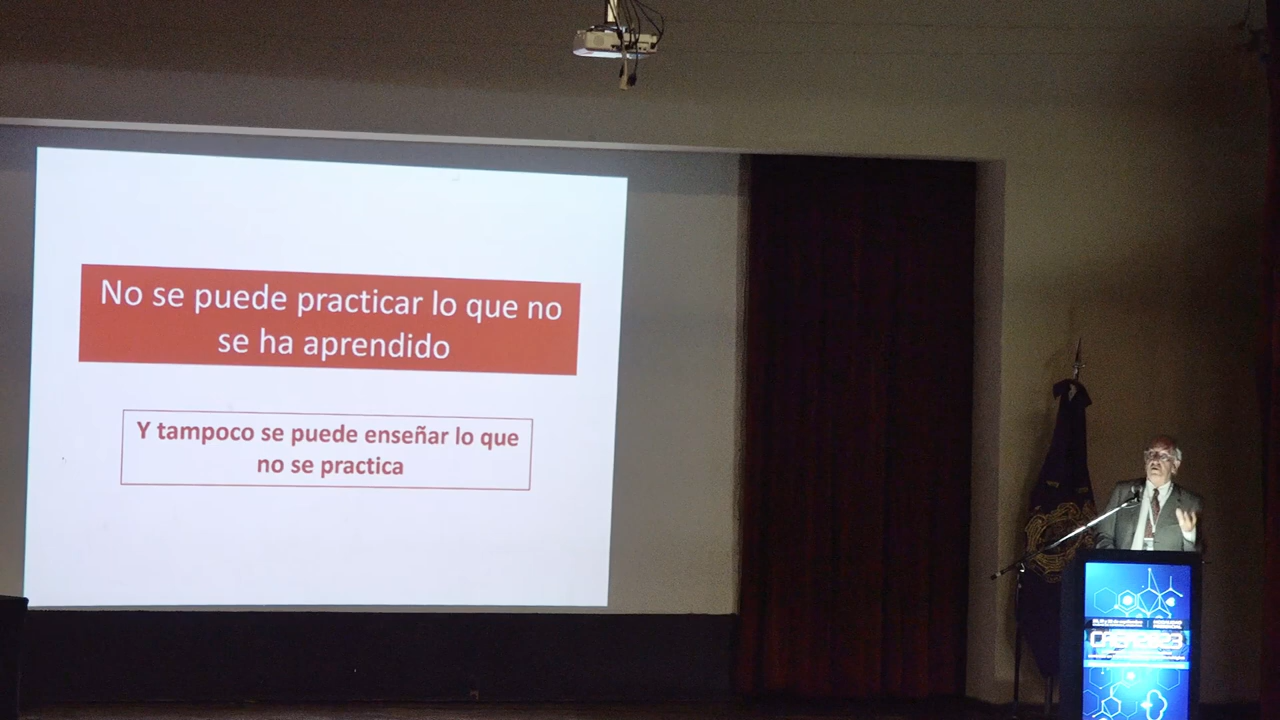 No se puede practicar lo que no
se ha aprendido
Y tampoco se puede enseñar lo que
no se practica